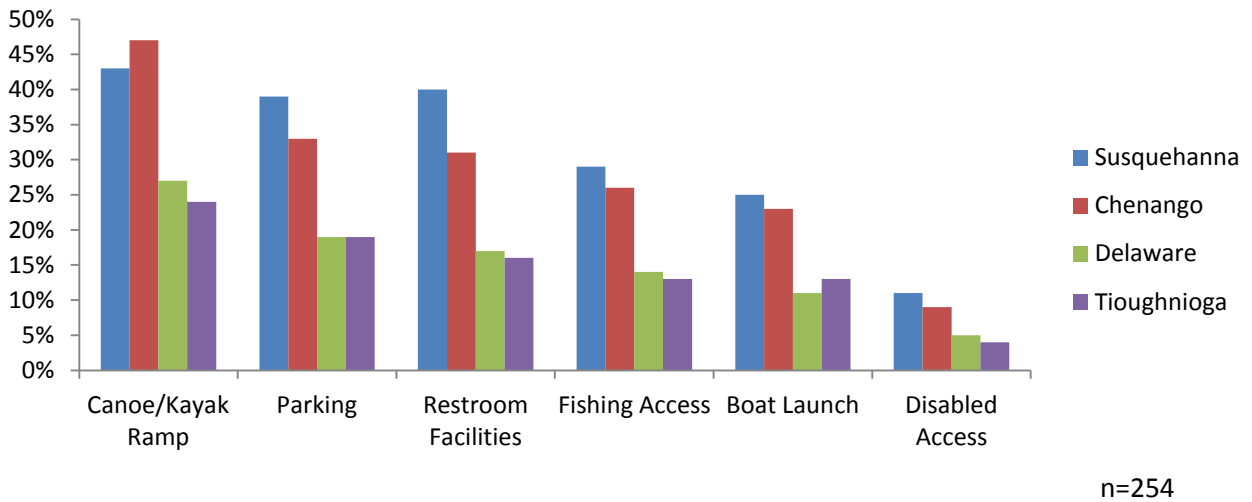 50%
45%
40%
35%
30%
25%
20%
15%
10%
5%
0%
Canoe/Kayak
Ramp
Parking
Restroom
Facilities
Fishing Access
Boat Launch
Disabled
Access
Susquehanna
Chenango
Delaware
Tioughnioga
n=254